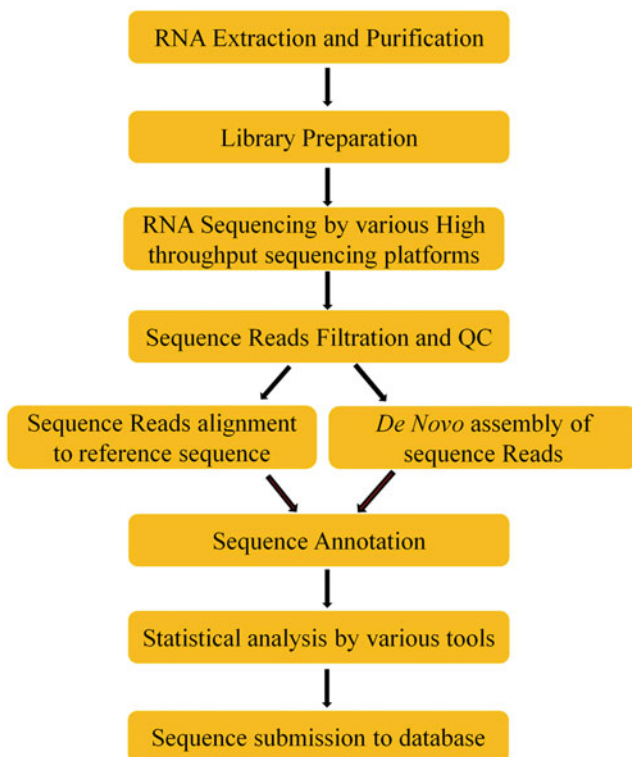 RNA Extraction and Purification
Library Preparation
RNA Sequencing by various High
throughput sequencing platforms
Sequence Reads Filtration and QC
Sequence Reads alignment
to reference sequence
De Novo assembly of
sequence Reads
Sequence Annotation
Statistical analysis by various tools
Sequence submission to database